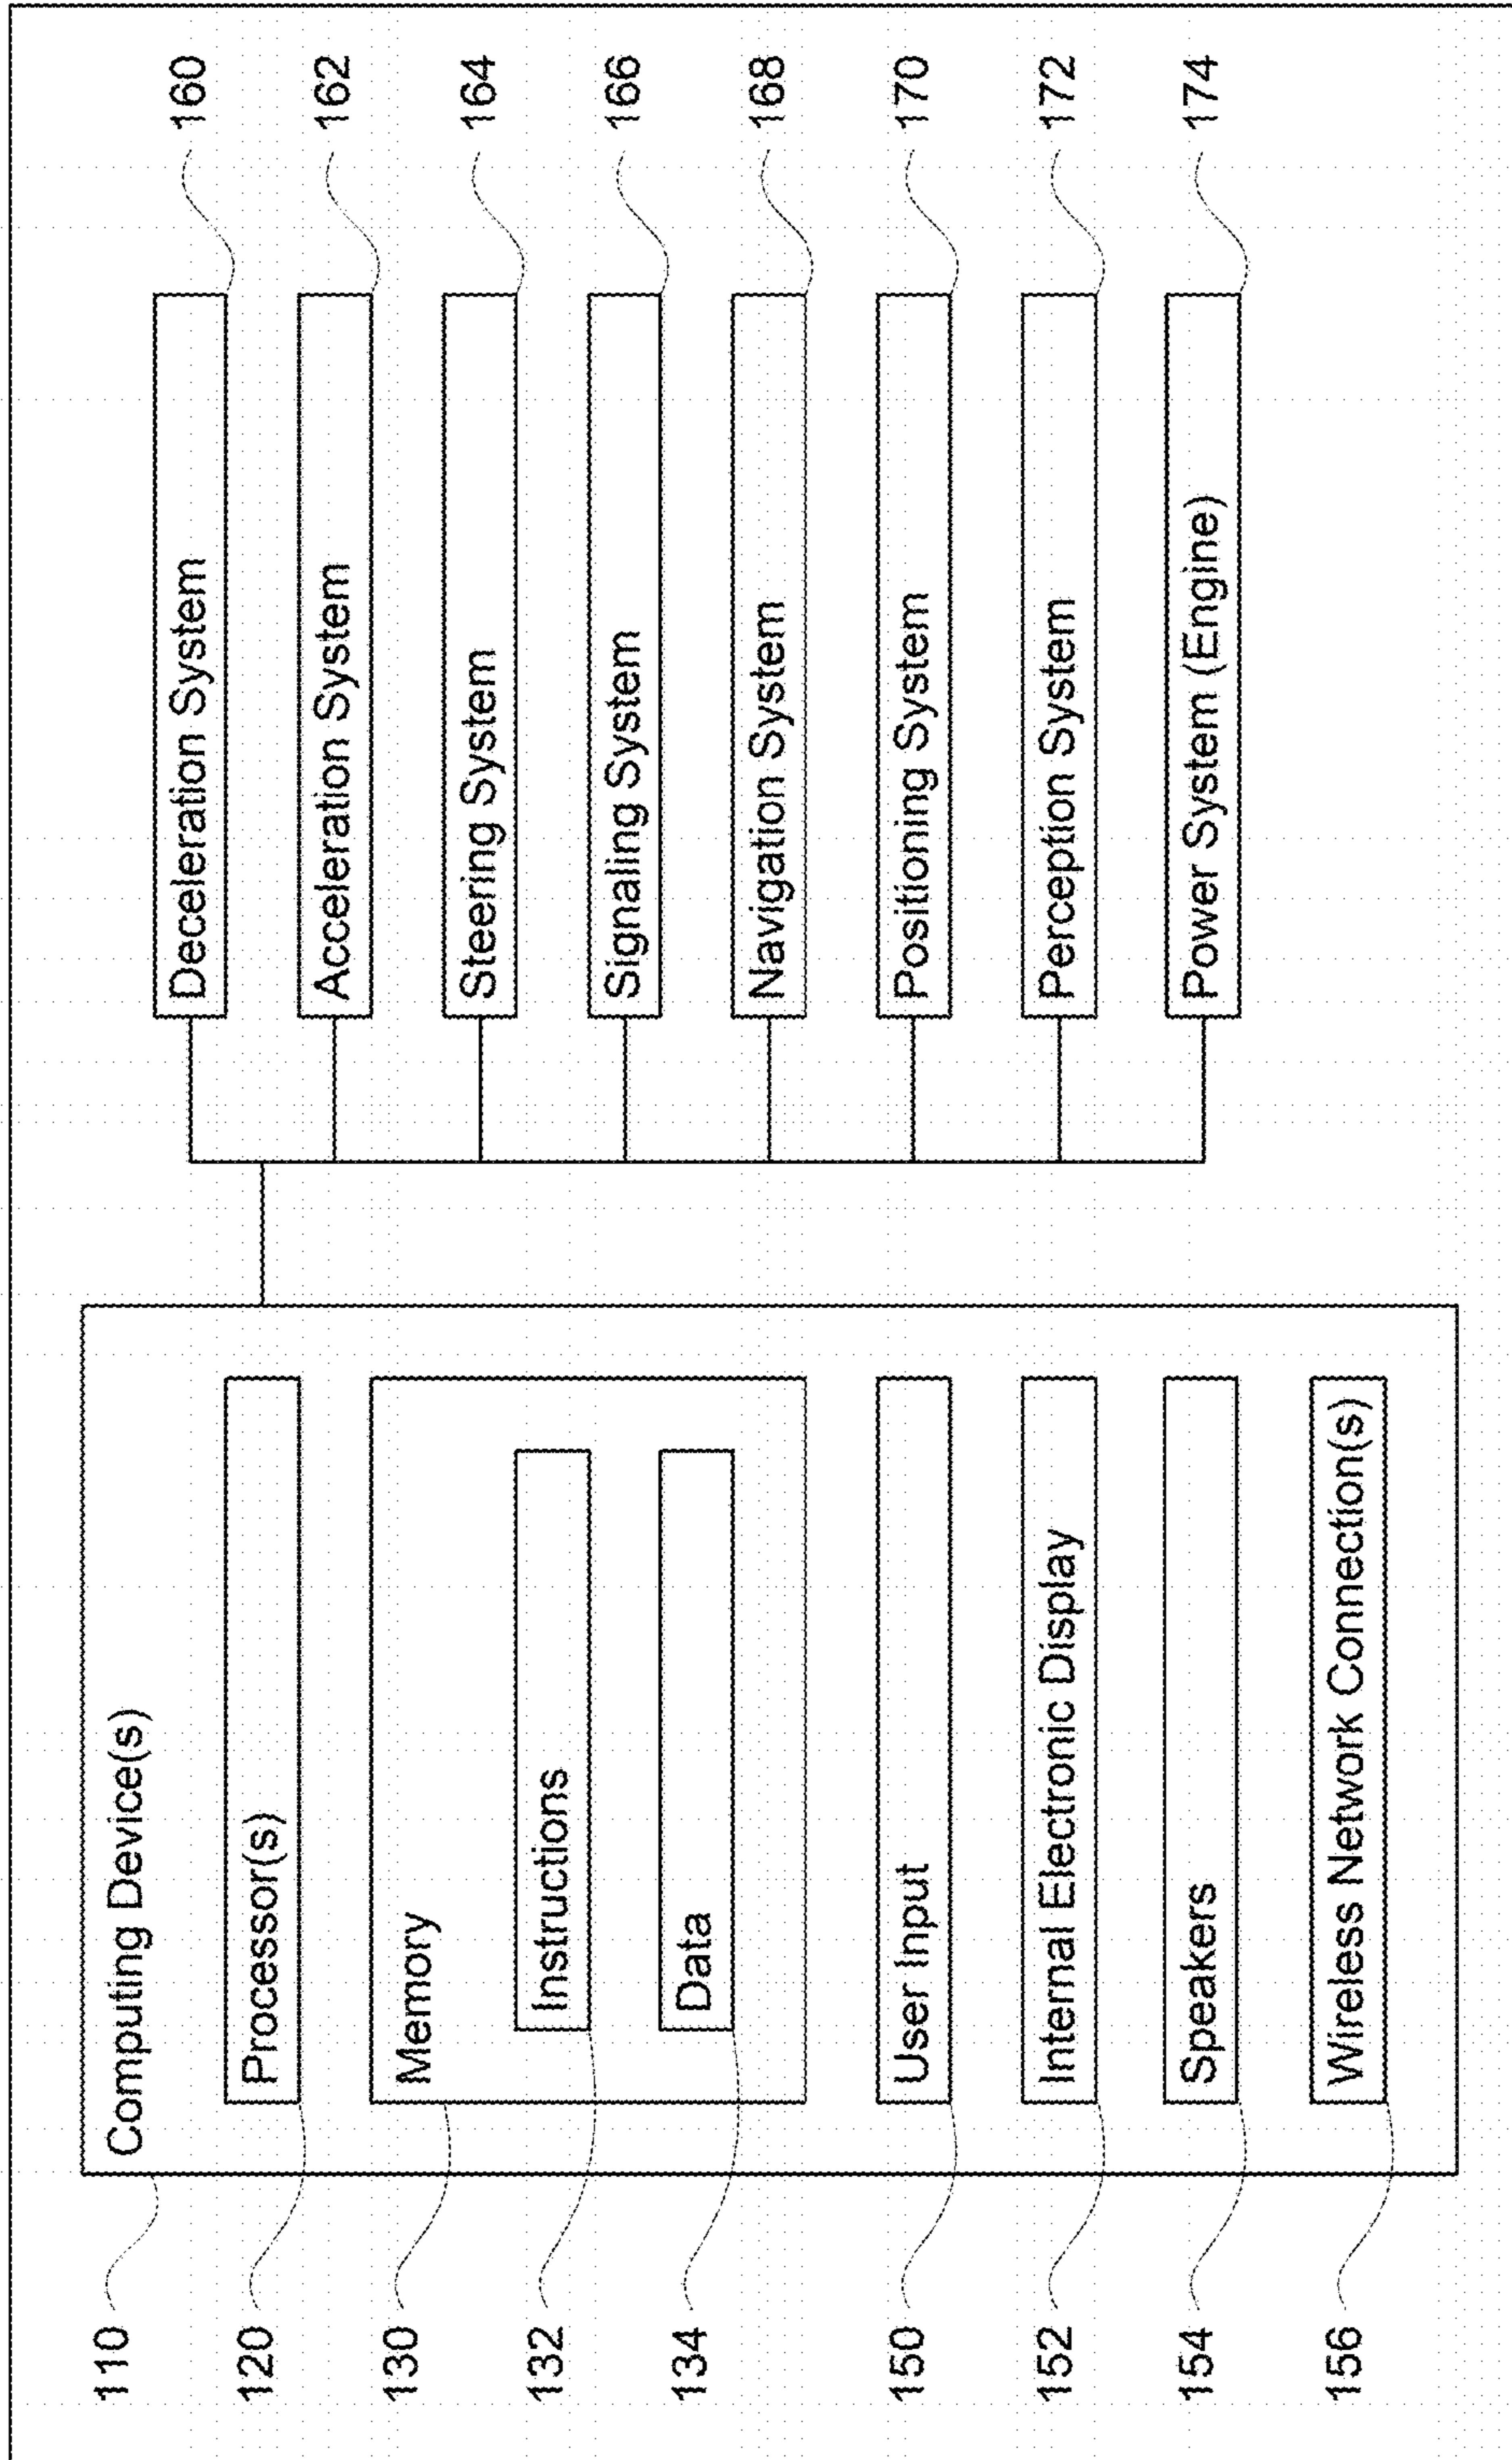 110
Computing Device(s)
120
Processor(s)
130
Memory
132
Instructions
134
Data
150
User Input
152
Internal Electronic Display
154
Speakers
156
Wireless Network Connection(s)
Deceleration System
160
Acceleration System
162
Steering System
164
Signaling System
166
Navigation System
168
Positioning System
170
Perception System
172
Power System (Engine)
174